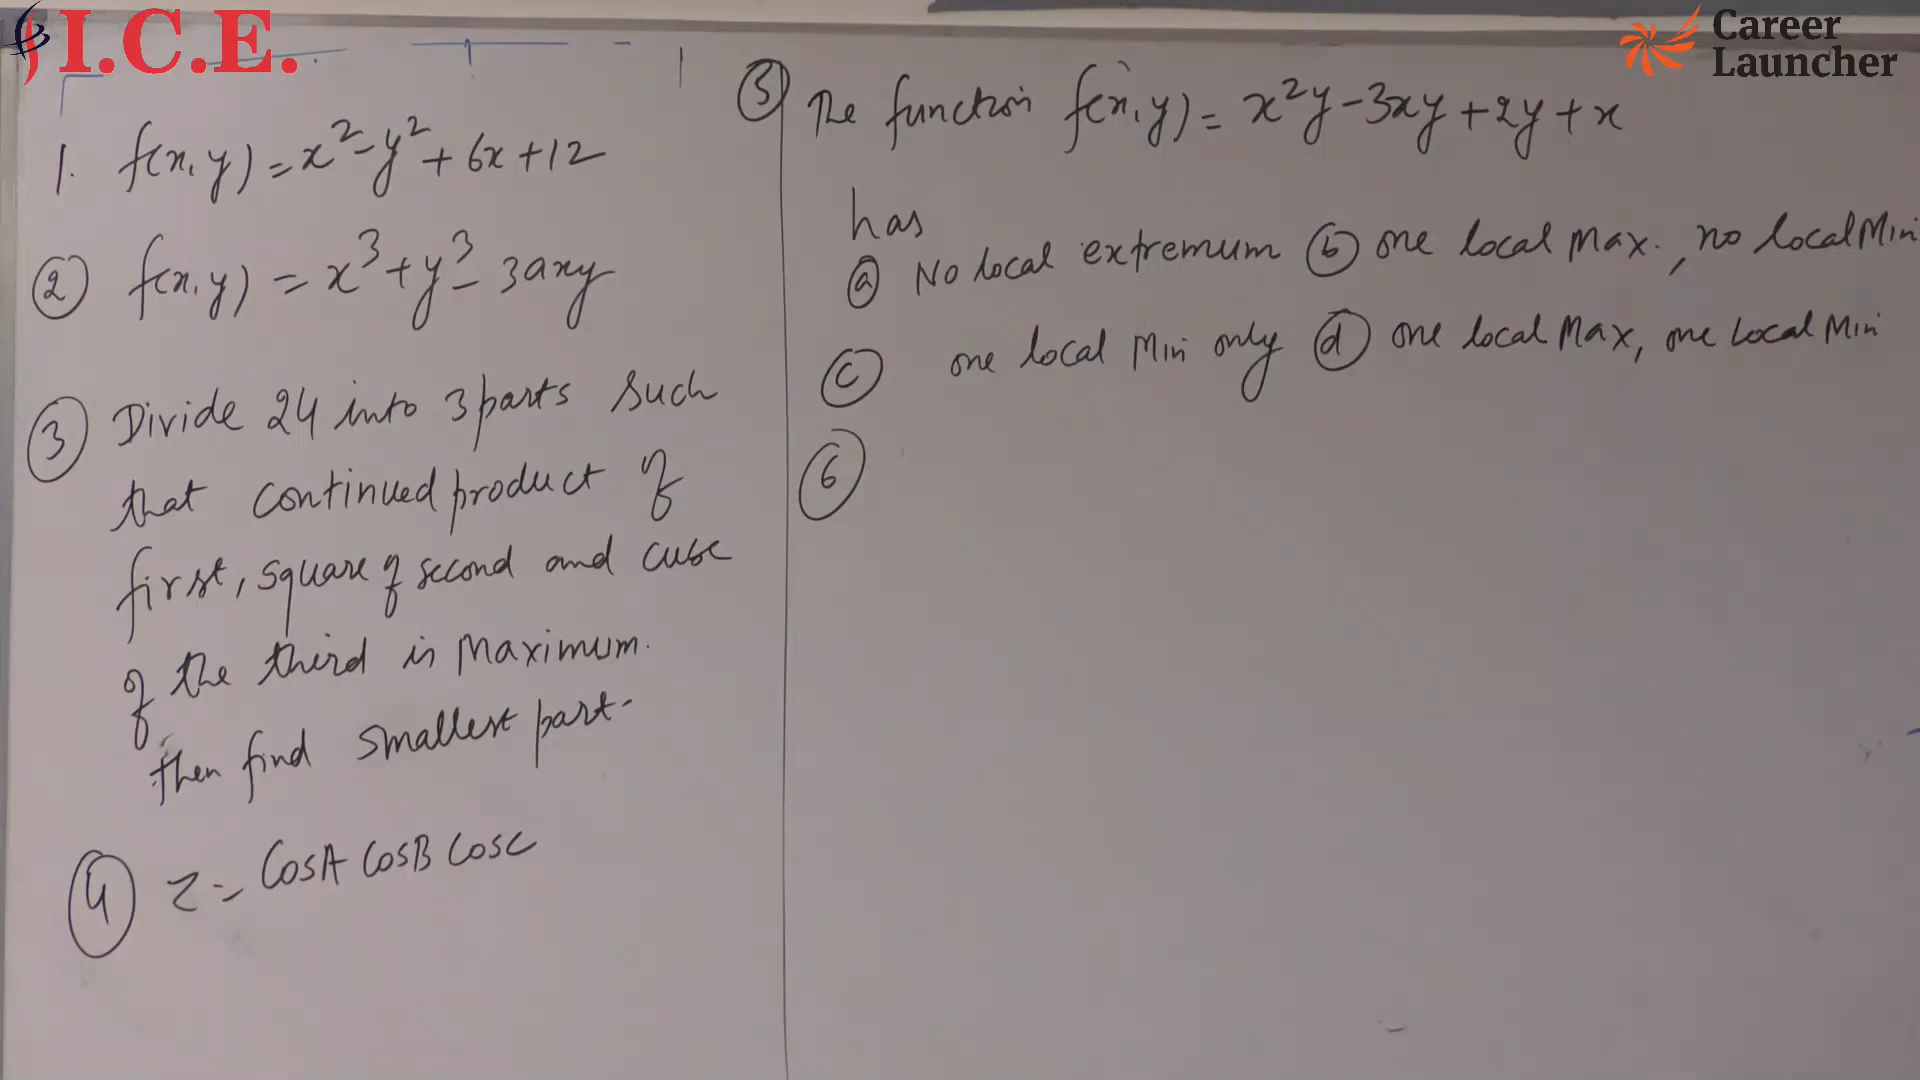 I.C.E.
Career
Launcher
1. f(x,y) = x² - y² + 6x + 12
② f(x,y) = x³ + y³ - 3axy
③ Divide 24 into 3 parts such
that continued product of
first, square of second and cube
of the third is Maximum.
then find smallest part.
④ z = CosA CosB CosC
⑤ The function f(x,y) = x²y - 3xy + 2y + x
has
ⓐ No local extremum ⓑ one local Max., no local Min
ⓒ one local Min only ⓓ one local Max, one Local Min
⑥